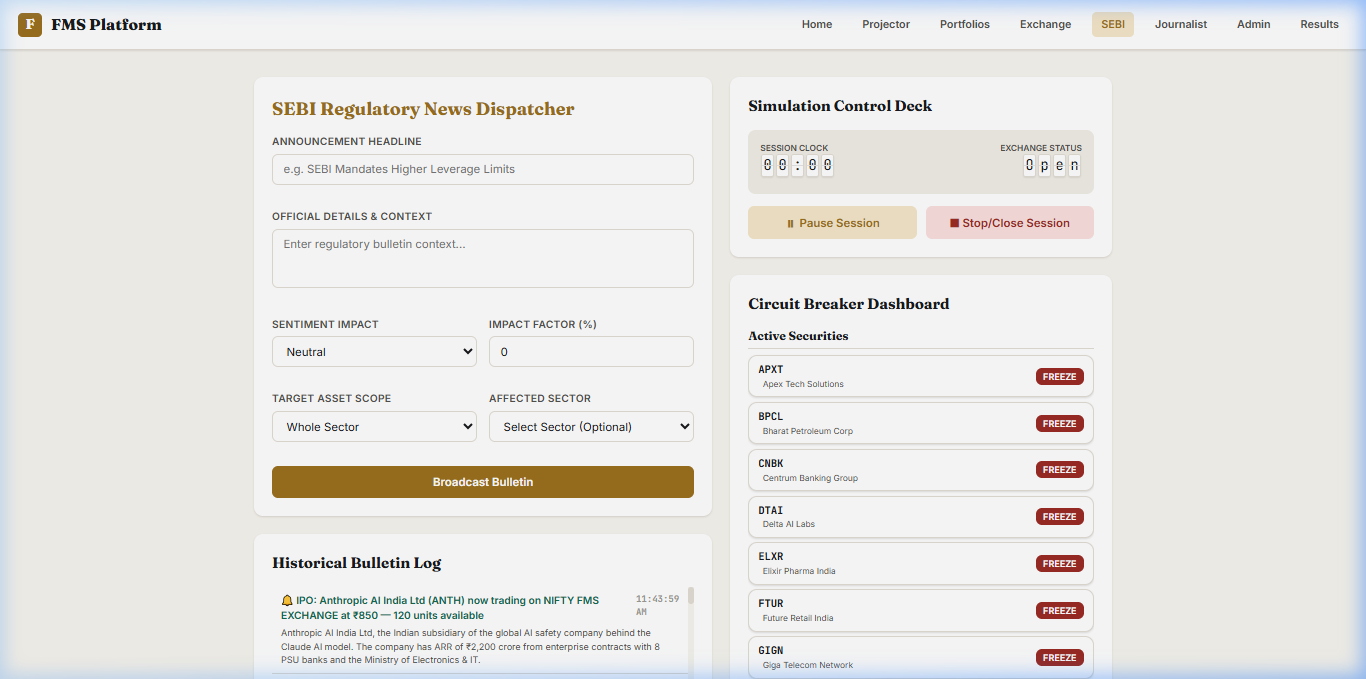 F FMS Platform Home Projector Portfolios Exchange SEBI Journalist Admin Results
SEBI Regulatory News Dispatcher
ANNOUNCEMENT HEADLINE
e.g. SEBI Mandates Higher Leverage Limits
OFFICIAL DETAILS & CONTEXT
Enter regulatory bulletin context...
SENTIMENT IMPACT IMPACT FACTOR (%)
Neutral 0
TARGET ASSET SCOPE AFFECTED SECTOR
Whole Sector Select Sector (Optional)
Broadcast Bulletin
Historical Bulletin Log
🔔 IPO: Anthropic AI India Ltd (ANTH) now trading on NIFTY FMS 11:43:59
EXCHANGE at ₹850 — 120 units available AM
Anthropic AI India Ltd, the Indian subsidiary of the global AI safety company behind the
Claude AI model. The company has ARR of ₹2,200 crore from enterprise contracts with 8
PSU banks and the Ministry of Electronics & IT.
Simulation Control Deck
SESSION CLOCK EXCHANGE STATUS
00:00 Open
⏸ Pause Session ⏹ Stop/Close Session
Circuit Breaker Dashboard
Active Securities
APXT
Apex Tech Solutions FREEZE
BPCL
Bharat Petroleum Corp FREEZE
CNBK
Centrum Banking Group FREEZE
DTAI
Delta AI Labs FREEZE
ELXR
Elixir Pharma India FREEZE
FTUR
Future Retail India FREEZE
GIGN
Giga Telecom Network FREEZE